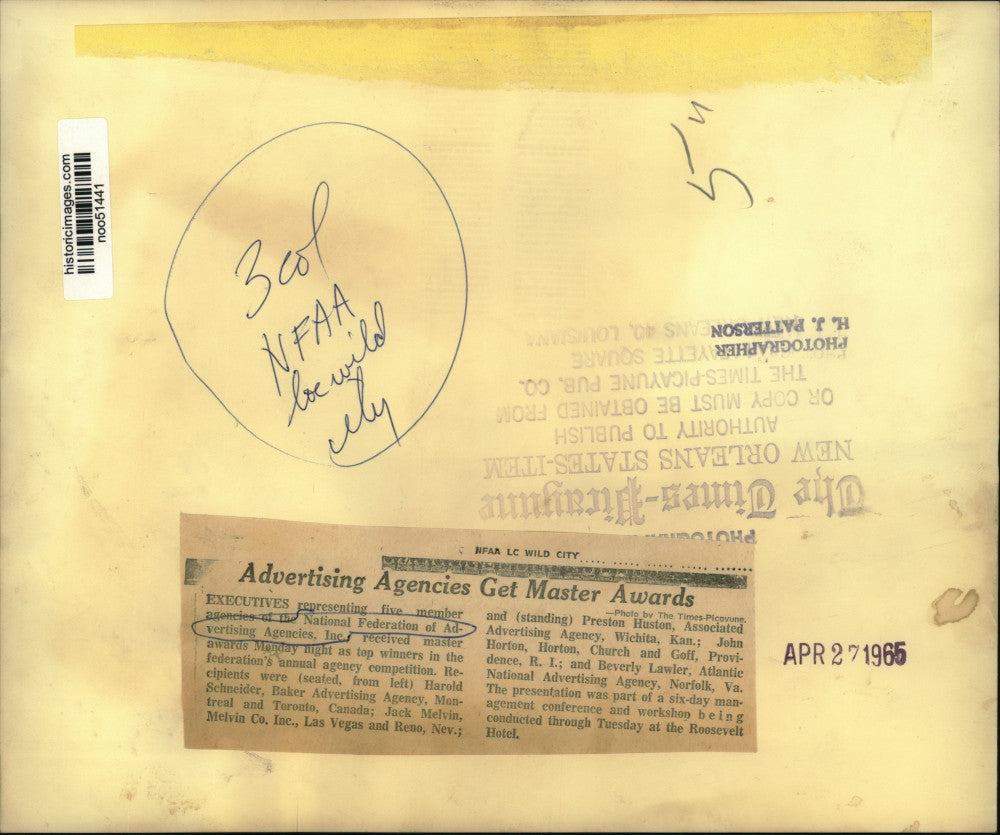 historicimages.com
noo51441
5"
3 col
NFAA
loc wild
city
PHOTOGRAPHER
H. J. PATTERSON
The Times-Picayune
NEW ORLEANS STATES-ITEM
AUTHORITY TO PUBLISH
OR COPY MUST BE OBTAINED FROM
THE TIMES-PICAYUNE PUB. CO.
LAFAYETTE SQUARE
NEW ORLEANS 40, LOUISIANA
NFAA LC WILD CITY
Advertising Agencies Get Master Awards
—Photo by The Times-Picayune.
EXECUTIVES representing five member
agencies of the National Federation of Ad-
vertising Agencies, Inc., received master
awards Monday night as top winners in the
federation's annual agency competition. Re-
cipients were (seated, from left) Harold
Schneider, Baker Advertising Agency, Mon-
treal and Toronto, Canada; Jack Melvin,
Melvin Co. Inc., Las Vegas and Reno, Nev.;
and (standing) Preston Huston, Associated
Advertising Agency, Wichita, Kan.; John
Horton, Horton, Church and Goff, Provi-
dence, R. I.; and Beverly Lawler, Atlantic
National Advertising Agency, Norfolk, Va.
The presentation was part of a six-day man-
agement conference and workshop being
conducted through Tuesday at the Roosevelt
Hotel.
APR 27 1965